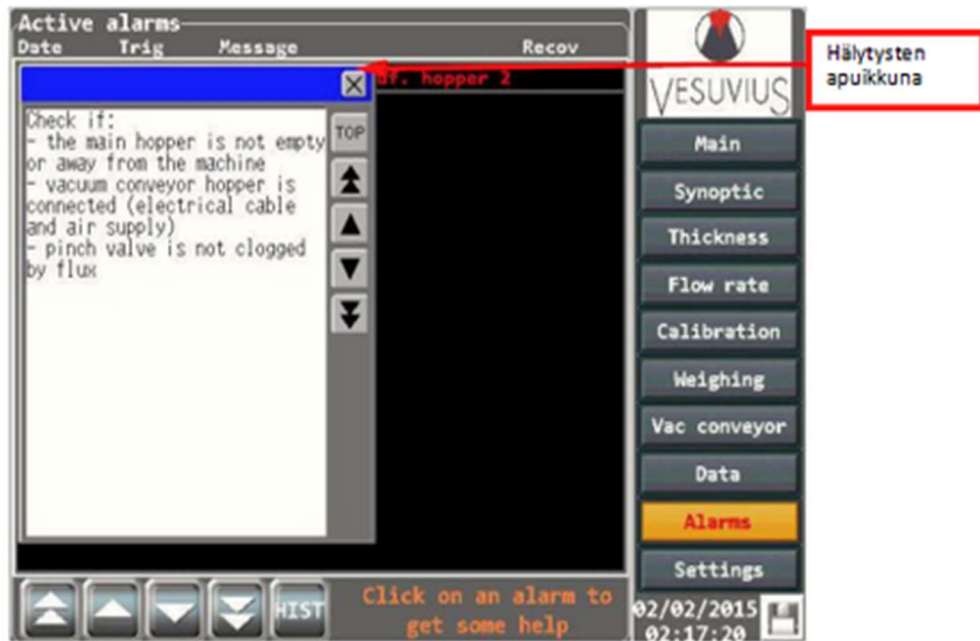 Active alarms
Date Trig Message Recov
hopper 2
Check if:
- the main hopper is not empty
or away from the machine
- vacuum conveyor hopper is
connected (electrical cable
and air supply)
- pinch valve is not clogged
by flux
TOP
HIST
Click on an alarm to
get some help
VESUVIUS
Main
Synoptic
Thickness
Flow rate
Calibration
Weighing
Vac conveyor
Data
Alarms
Settings
02/02/2015
02:17:20
Hälytysten
apuikkuna